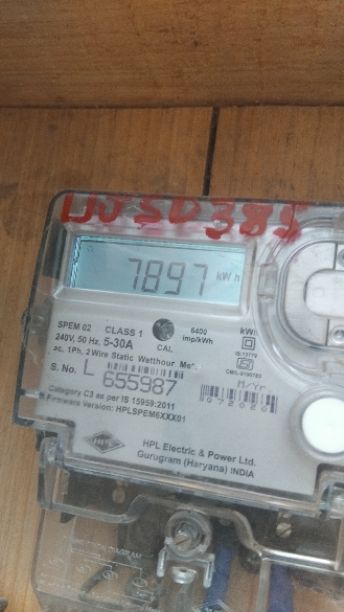 7897 kWh
SPEM 02 CLASS 1
240V, 50 Hz, 5-30A
CAL
6400
imp/kWh
ac, 1Ph, 2 Wire Static Watthour
S. No. L 655987
Category C3 as per IS 15959:2011
Firmware Version: HPLSPEM6XXX01
M/Yr.
HPL
HPL Electric & Power Ltd.
Gurugram (Haryana) INDIA